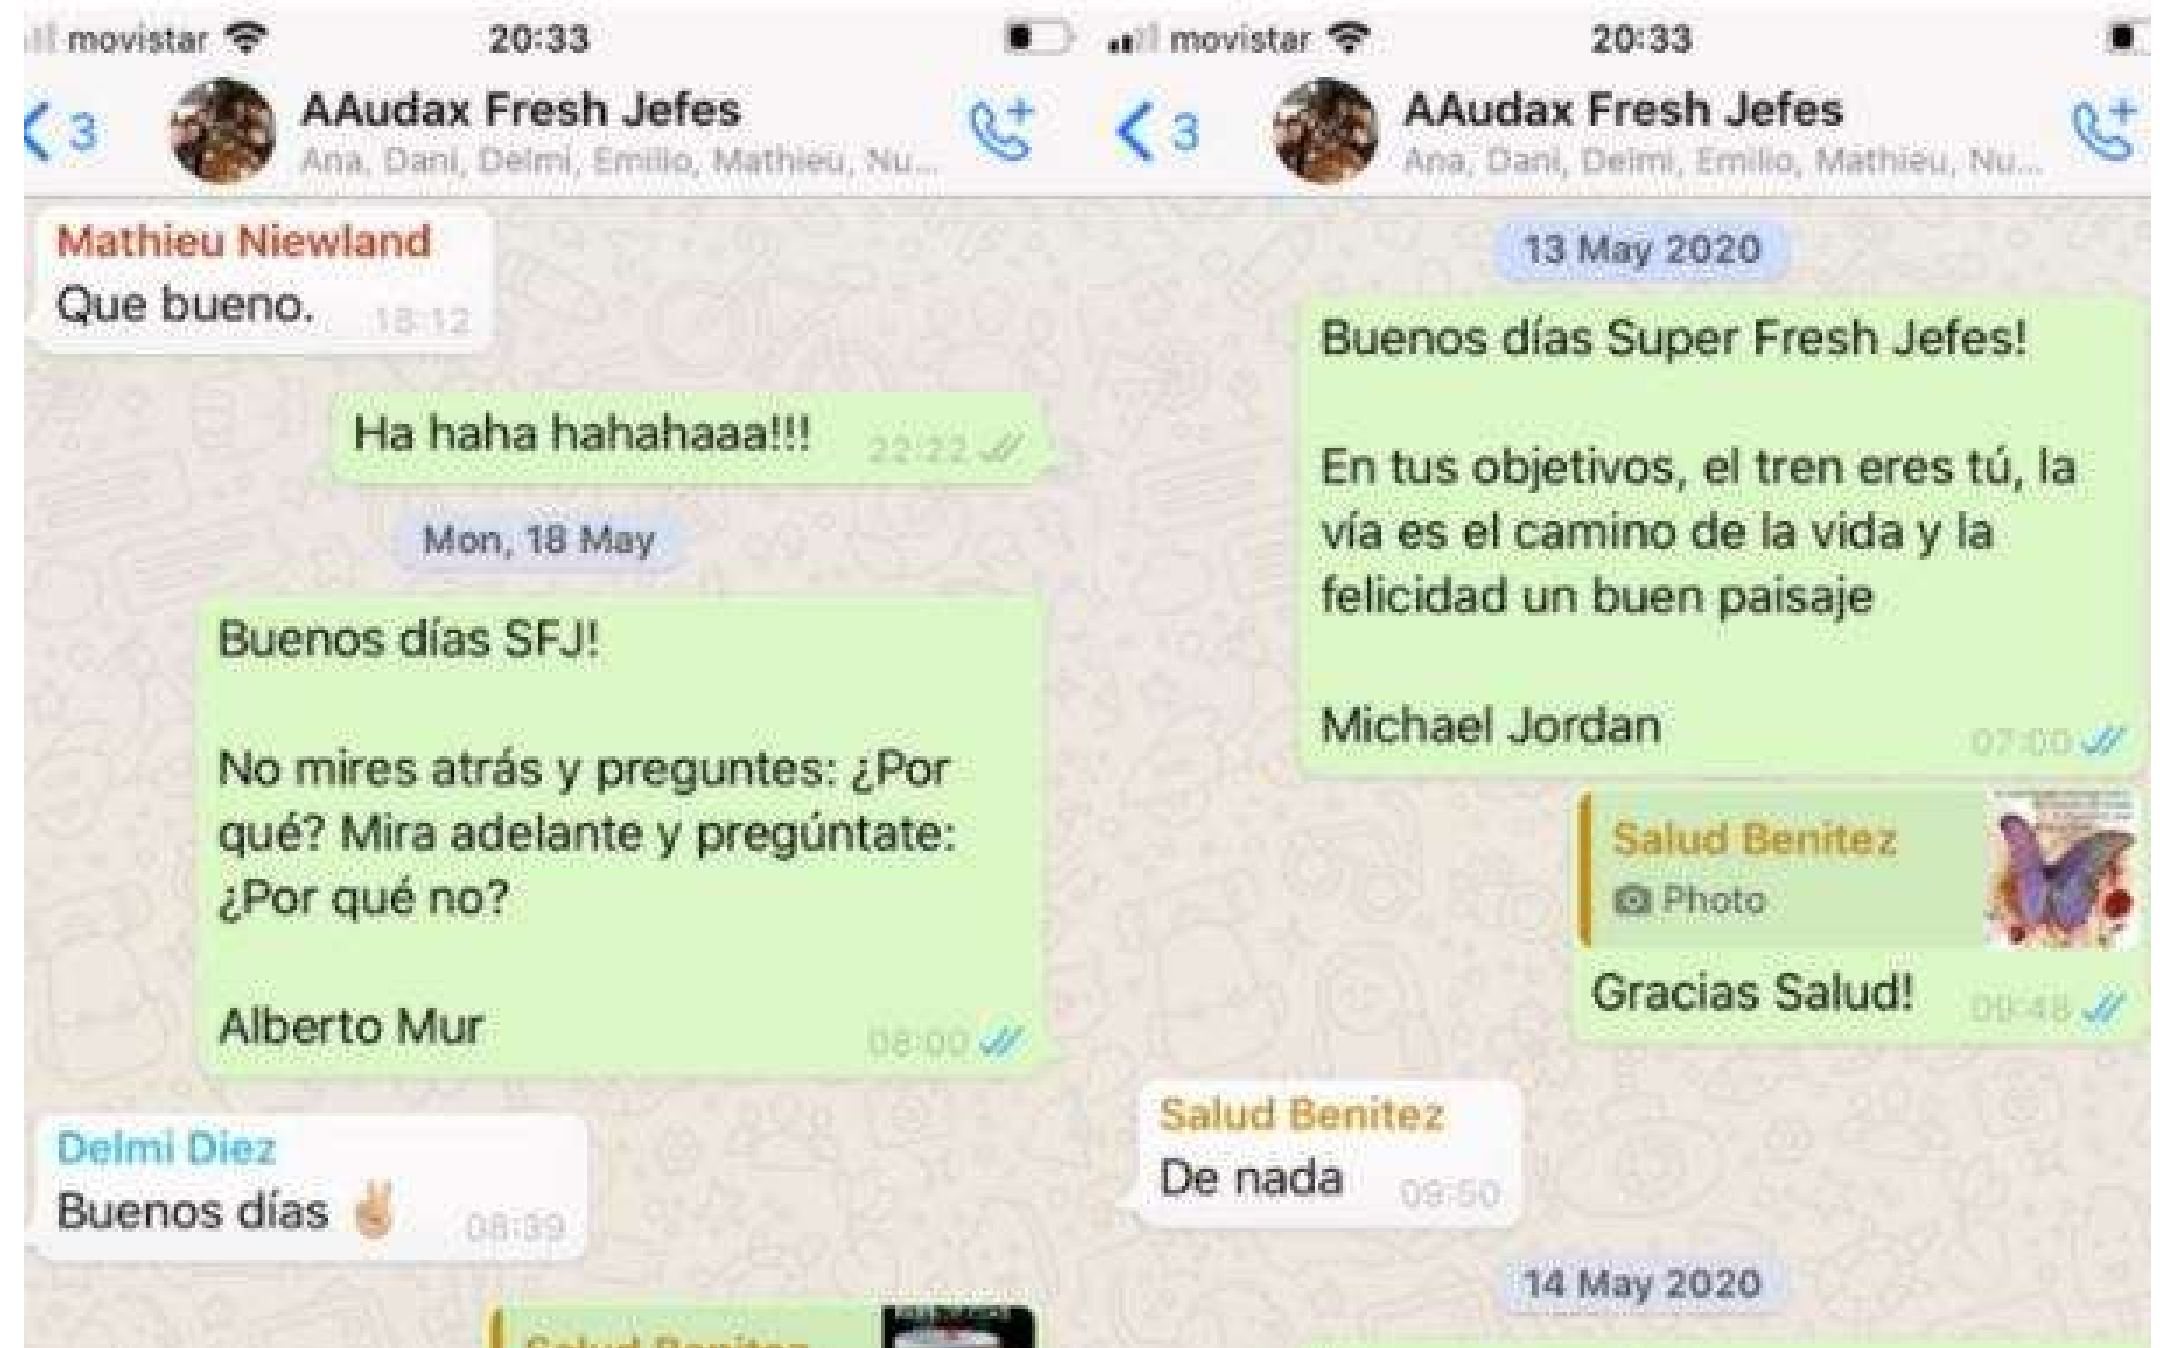 movistar 20:33
3
AAudax Fresh Jefes
Ana, Dani, Delmi, Emilio, Mathieu, Nu...
Mathieu Niewland
Que bueno. 18:12
Ha haha hahahaaa!!! 22:22
Mon, 18 May
Buenos días SFJ!
No mires atrás y preguntes: ¿Por
qué? Mira adelante y pregúntate:
¿Por qué no?
Alberto Mur 08:00
Delmi Diez
Buenos días ✌🏼 08:39
Salud Benitez
movistar 20:33
3
AAudax Fresh Jefes
Ana, Dani, Delmi, Emilio, Mathieu, Nu...
13 May 2020
Buenos días Super Fresh Jefes!
En tus objetivos, el tren eres tú, la
vía es el camino de la vida y la
felicidad un buen paisaje
Michael Jordan 07:00
Salud Benitez
Photo
Gracias Salud! 09:48
Salud Benitez
De nada 09:50
14 May 2020